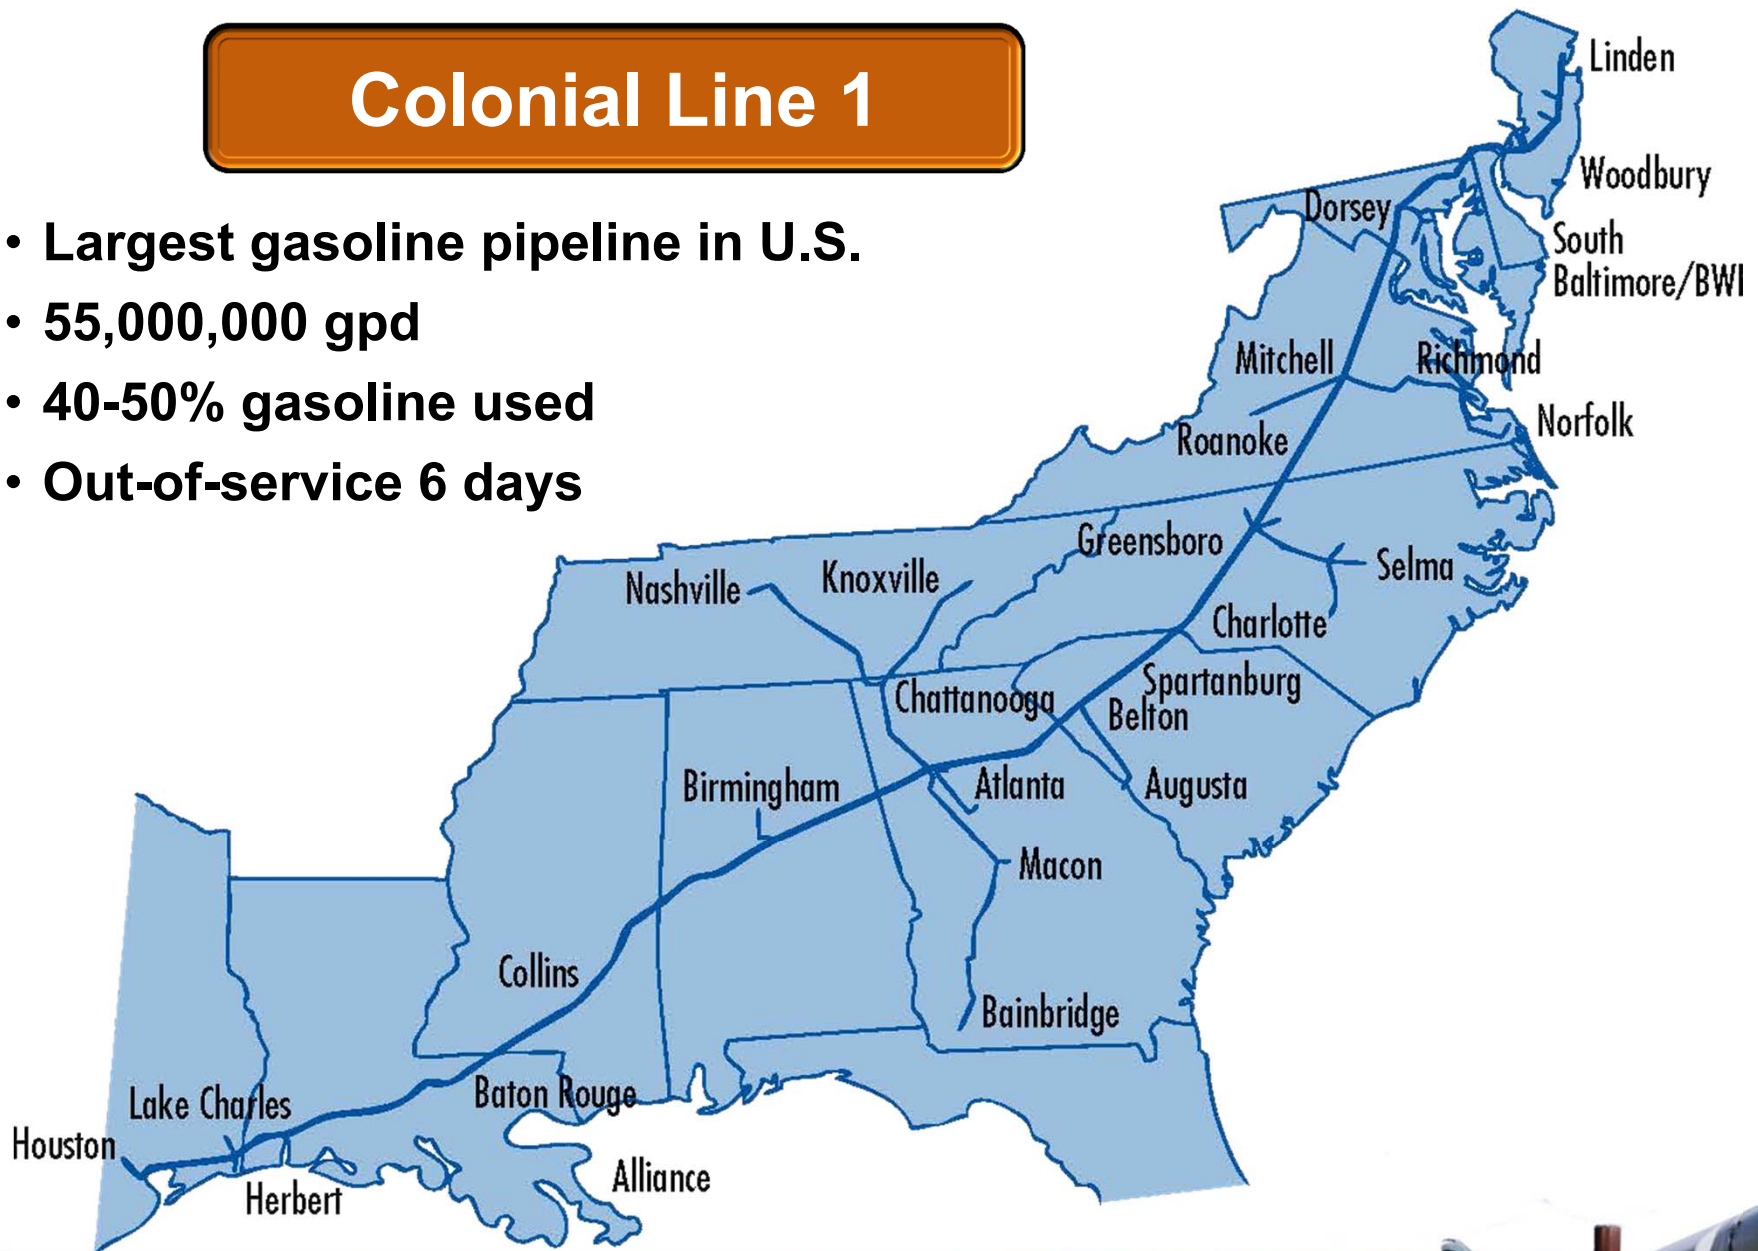 Colonial Line 1
• Largest gasoline pipeline in U.S.
• 55,000,000 gpd
• 40-50% gasoline used
• Out-of-service 6 days
Linden
Woodbury
Dorsey
South
Baltimore/BWI
Mitchell
Richmond
Norfolk
Roanoke
Greensboro
Selma
Nashville
Knoxville
Charlotte
Spartanburg
Chattanooga
Belton
Birmingham
Atlanta
Augusta
Macon
Collins
Bainbridge
Lake Charles
Baton Rouge
Houston
Alliance
Herbert